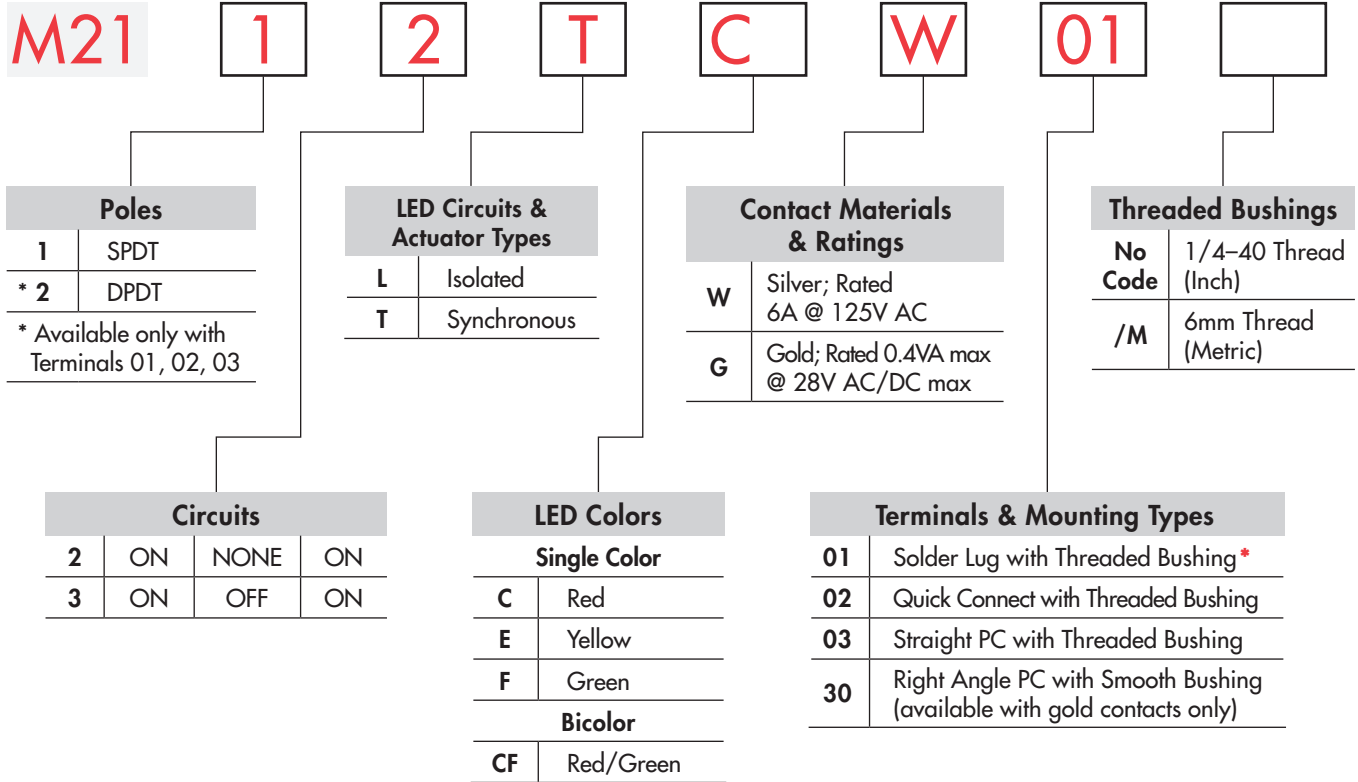 M21 1 2 T C W 01
Poles
1 SPDT
* 2 DPDT
* Available only with
Terminals 01, 02, 03
LED Circuits &
Actuator Types
L Isolated
T Synchronous
Contact Materials
& Ratings
W Silver; Rated
6A @ 125V AC
G Gold; Rated 0.4VA max
@ 28V AC/DC max
Threaded Bushings
No
Code
1/4–40 Thread
(Inch)
/M 6mm Thread
(Metric)
Circuits
2 ON NONE ON
3 ON OFF ON
LED Colors
Single Color
C Red
E Yellow
F Green
Bicolor
CF Red/Green
Terminals & Mounting Types
01 Solder Lug with Threaded Bushing*
02 Quick Connect with Threaded Bushing
03 Straight PC with Threaded Bushing
30 Right Angle PC with Smooth Bushing
(available with gold contacts only)